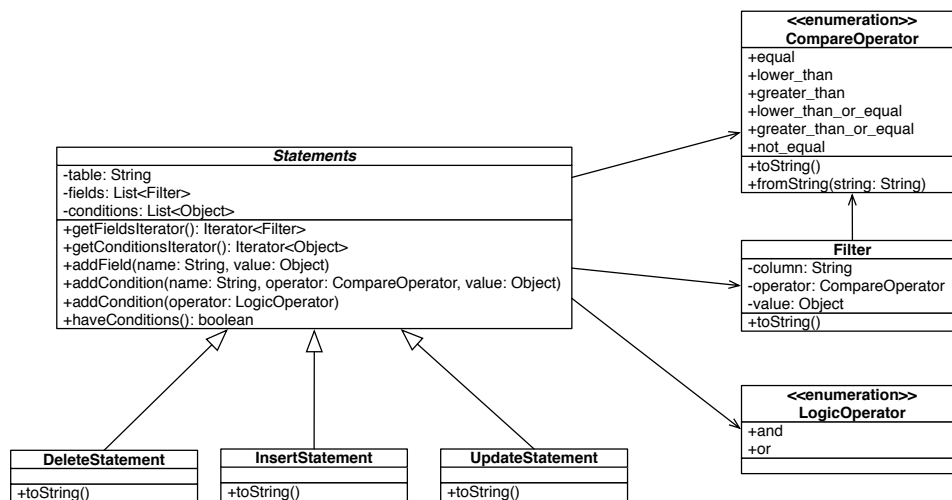 <<enumeration>>
CompareOperator
+equal
+lower_than
+greater_than
+lower_than_or_equal
+greater_than_or_equal
+not_equal
+toString()
+fromString(string: String)
Statements
-table: String
-fields: List<Filter>
-conditions: List<Object>
+getFieldsIterator(): Iterator<Filter>
+getConditionsIterator(): Iterator<Object>
+addField(name: String, value: Object)
+addCondition(name: String, operator: CompareOperator, value: Object)
+addCondition(operator: LogicOperator)
+haveConditions(): boolean
Filter
-column: String
-operator: CompareOperator
-value: Object
+toString()
<<enumeration>>
LogicOperator
+and
+or
DeleteStatement
+toString()
InsertStatement
+toString()
UpdateStatement
+toString()